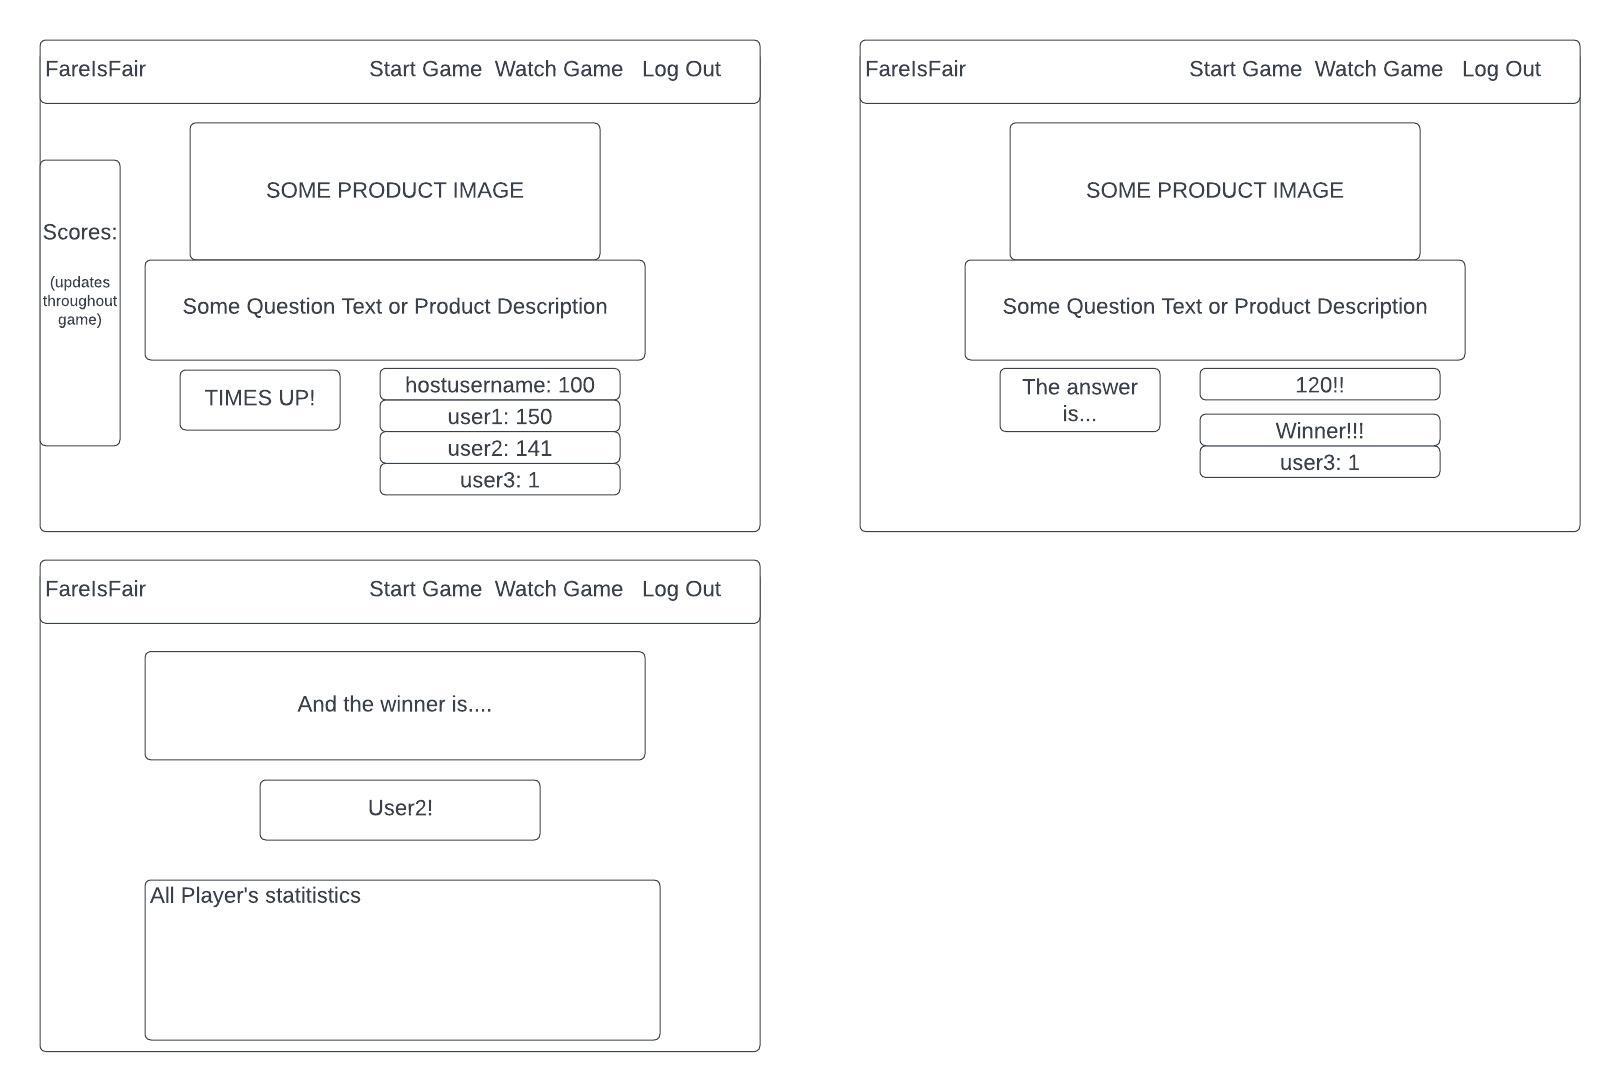 FareIsFair Start Game Watch Game Log Out
SOME PRODUCT IMAGE
Scores:
(updates
throughout
game)
Some Question Text or Product Description
TIMES UP!
hostusername: 100
user1: 150
user2: 141
user3: 1
FareIsFair Start Game Watch Game Log Out
SOME PRODUCT IMAGE
Some Question Text or Product Description
The answer
is...
120!!
Winner!!!
user3: 1
FareIsFair Start Game Watch Game Log Out
And the winner is....
User2!
All Player's statitistics